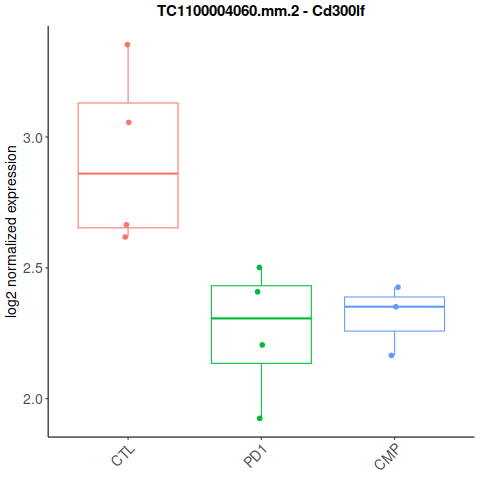 TC1100004060.mm.2 - Cd300lf
log2 normalized expression
3.0
2.5
2.0
CTL
PD1
CMP